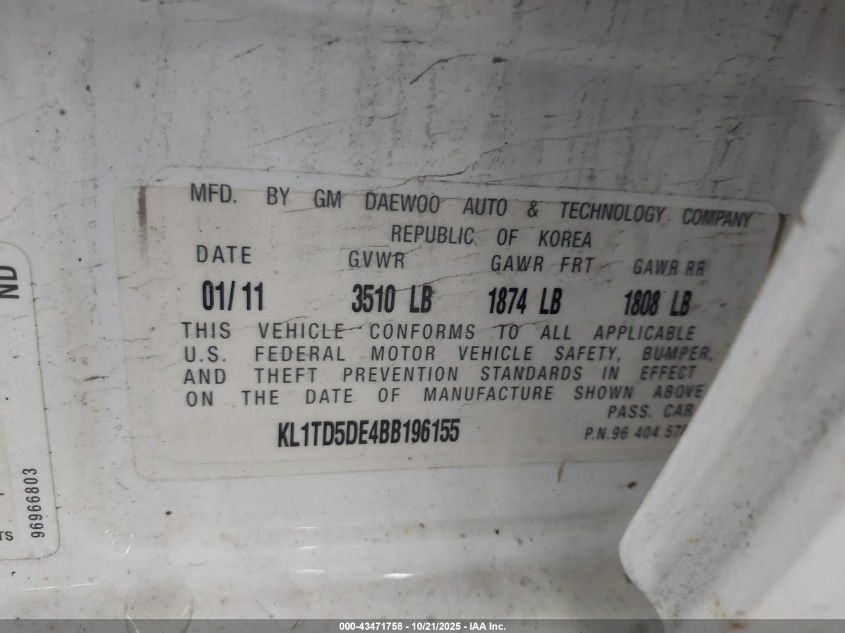 MFD. BY GM DAEWOO AUTO & TECHNOLOGY COMPANY
REPUBLIC OF KOREA
DATE GVWR GAWR FRT GAWR RR
01/11 3510 LB 1874 LB 1808 LB
THIS VEHICLE CONFORMS TO ALL APPLICABLE
U.S. FEDERAL MOTOR VEHICLE SAFETY, BUMPER,
AND THEFT PREVENTION STANDARDS IN EFFECT
ON THE DATE OF MANUFACTURE SHOWN ABOVE
PASS. CAR
KL1TD5DE4BB196155 P.N.96 404
ND
96966803
TS
000-43471758 - 10/21/2025 - IAA Inc.